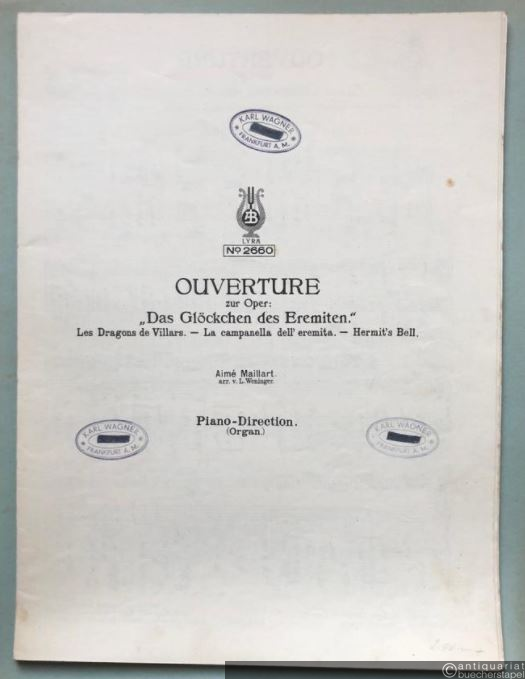 KARL WAGNER
FRANKFURT A. M.
LYRA
No 2660
OUVERTURE
zur Oper:
„Das Glöckchen des Eremiten."
Les Dragons de Villars. — La campanella dell' eremita. — Hermit's Bell.
Aimé Maillart.
arr. v. L. Weninger.
Piano-Direction.
(Organ.)
KARL WAGNER
FRANKFURT A. M.
KARL WAGNER
FRANKFURT A. M.
©antiquariat
buecherstapel